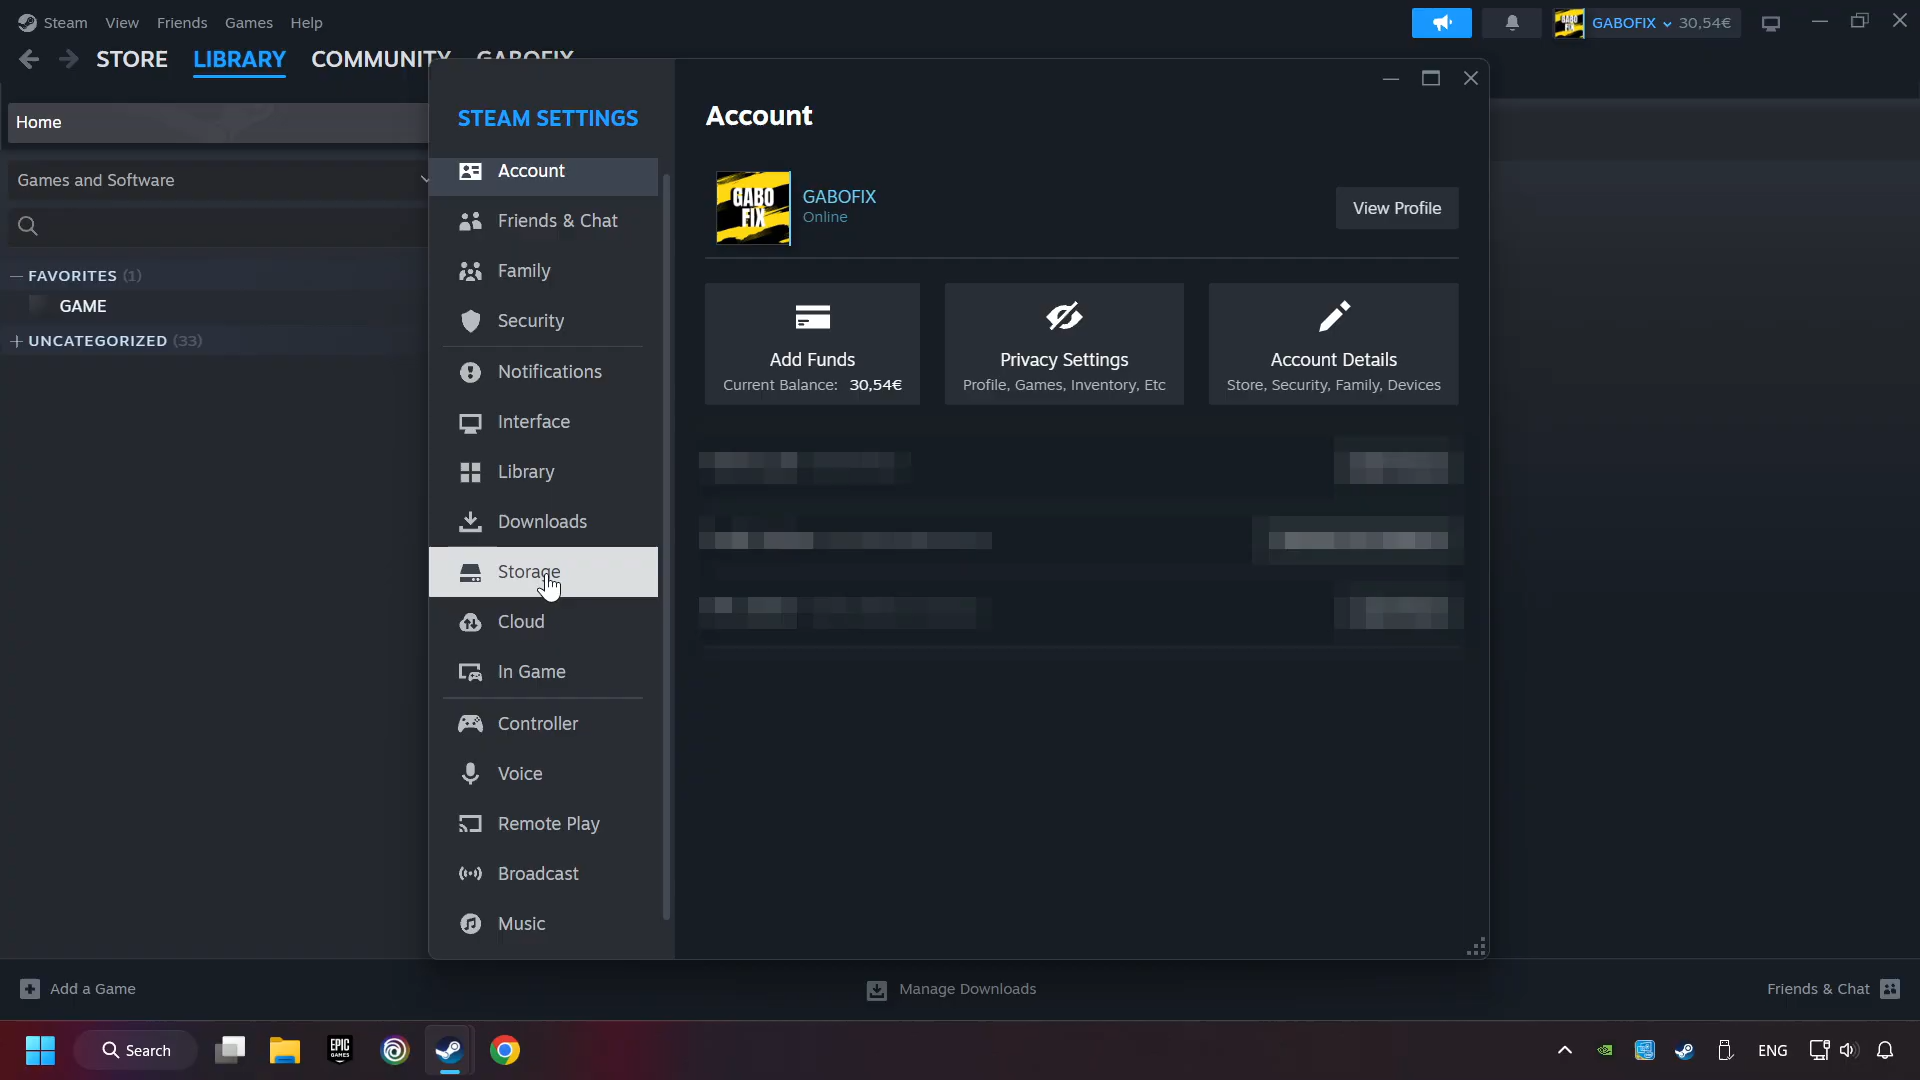 Steam View Friends Games Help
GABOFIX 30,54€
STORE LIBRARY COMMUNITY GABOFIX
Home
Games and Software
FAVORITES (1)
GAME
UNCATEGORIZED (33)
STEAM SETTINGS
Account
Friends & Chat
Family
Security
Notifications
Interface
Library
Downloads
Storage
Cloud
In Game
Controller
Voice
Remote Play
Broadcast
Music
Account
GABO
FIX
GABOFIX
Online
View Profile
Add Funds
Current Balance: 30,54€
Privacy Settings
Profile, Games, Inventory, Etc
Account Details
Store, Security, Family, Devices
Add a Game
Manage Downloads
Friends & Chat
Search
EPIC
GAMES
ENG